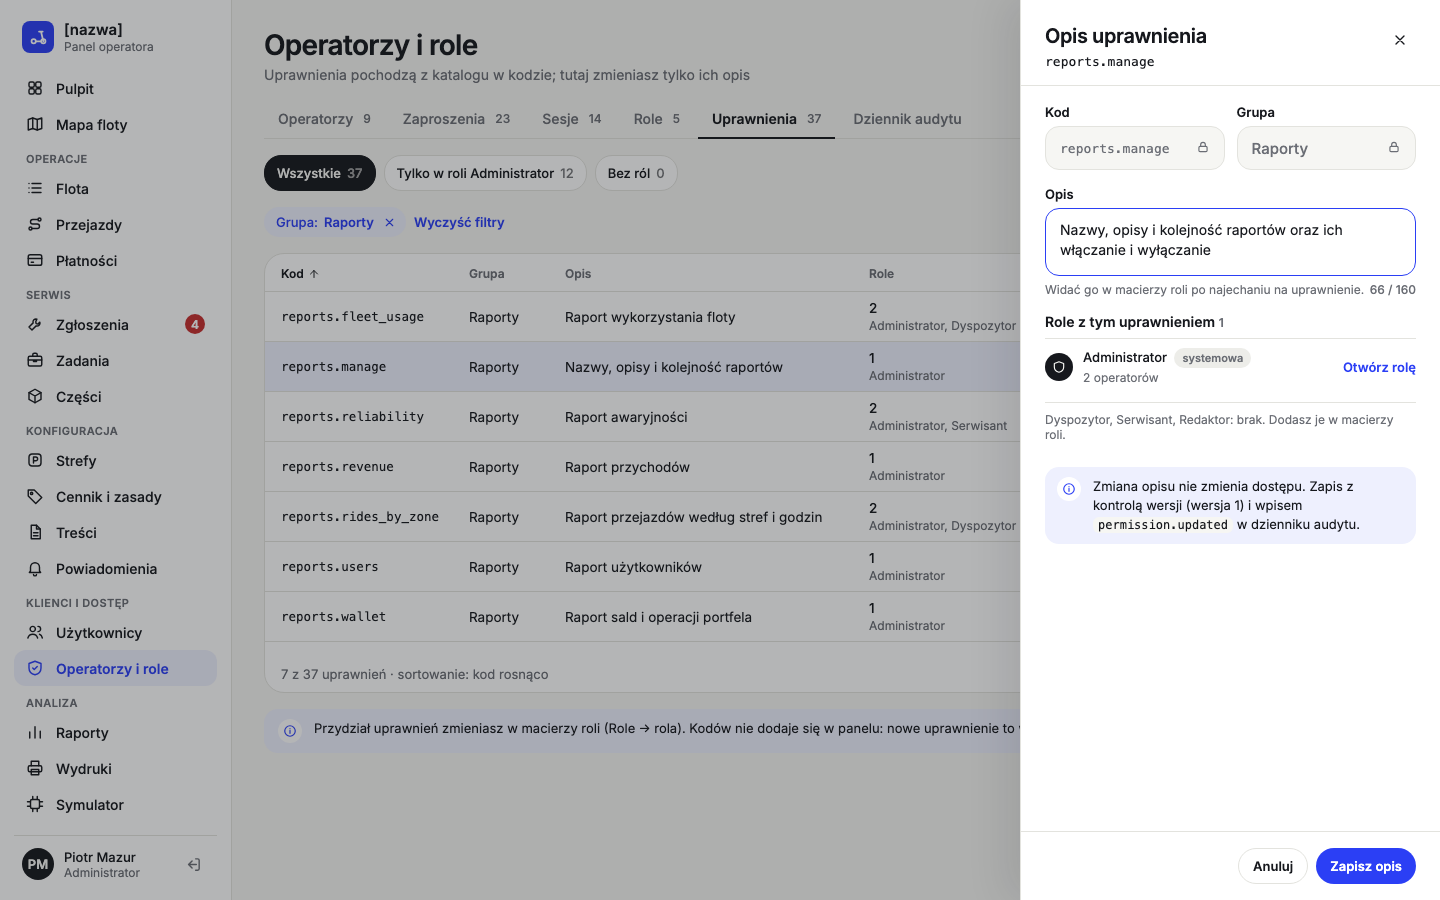 [nazwa]
Panel operatora
Pulpit
Mapa floty
OPERACJE
Flota
Przejazdy
Płatności
SERWIS
Zgłoszenia 4
Zadania
Części
KONFIGURACJA
Strefy
Cennik i zasady
Treści
Powiadomienia
KLIENCI I DOSTĘP
Użytkownicy
Operatorzy i role
ANALIZA
Raporty
Wydruki
Symulator
PM
Piotr Mazur
Administrator
Operatorzy i role
Uprawnienia pochodzą z katalogu w kodzie; tutaj zmieniasz tylko ich opis
Operatorzy 9 Zaproszenia 23 Sesje 14 Role 5 Uprawnienia 37 Dziennik audytu
Wszystkie 37 Tylko w roli Administrator 12 Bez ról 0
Grupa: Raporty Wyczyść filtry
Kod ↑ Grupa Opis Role
reports.fleet_usage Raporty Raport wykorzystania floty 2
Administrator, Dyspozytor
reports.manage Raporty Nazwy, opisy i kolejność raportów 1
Administrator
reports.reliability Raporty Raport awaryjności 2
Administrator, Serwisant
reports.revenue Raporty Raport przychodów 1
Administrator
reports.rides_by_zone Raporty Raport przejazdów według stref i godzin 2
Administrator, Dyspozytor
reports.users Raporty Raport użytkowników 1
Administrator
reports.wallet Raporty Raport sald i operacji portfela 1
Administrator
7 z 37 uprawnień · sortowanie: kod rosnąco
Przydział uprawnień zmieniasz w macierzy roli (Role → rola). Kodów nie dodaje się w panelu: nowe uprawnienie to
Opis uprawnienia
reports.manage
Kod Grupa
reports.manage Raporty
Opis
Nazwy, opisy i kolejność raportów oraz ich
włączanie i wyłączanie
Widać go w macierzy roli po najechaniu na uprawnienie. 66 / 160
Role z tym uprawnieniem 1
Administrator systemowa
2 operatorów
Otwórz rolę
Dyspozytor, Serwisant, Redaktor: brak. Dodasz je w macierzy
roli.
Zmiana opisu nie zmienia dostępu. Zapis z
kontrolą wersji (wersja 1) i wpisem
permission.updated w dzienniku audytu.
Anuluj Zapisz opis